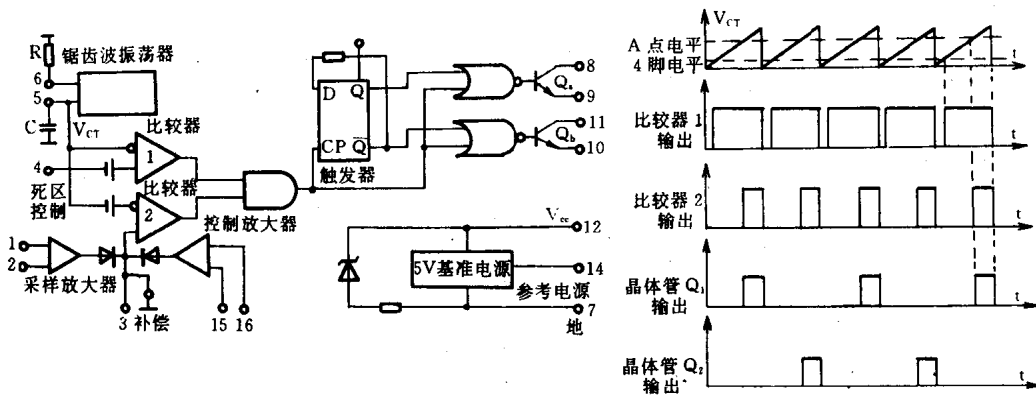 R
锯齿波振荡器
6
5
C
V_CT
比较器
1
4
死区
控制
比较器
2
控制放大器
1
2
采样放大器
3 补偿
15 16
D Q
CP Q̅
触发器
8
Qₐ
9
11
Q_b
10
V_cc
12
5V基准电源
14
参考电源
7
地
V_CT
A 点电平
4 脚电平
t
比较器 1
输出
t
比较器 2
输出
t
晶体管 Q₁
输出
t
晶体管 Q₂
输出
t